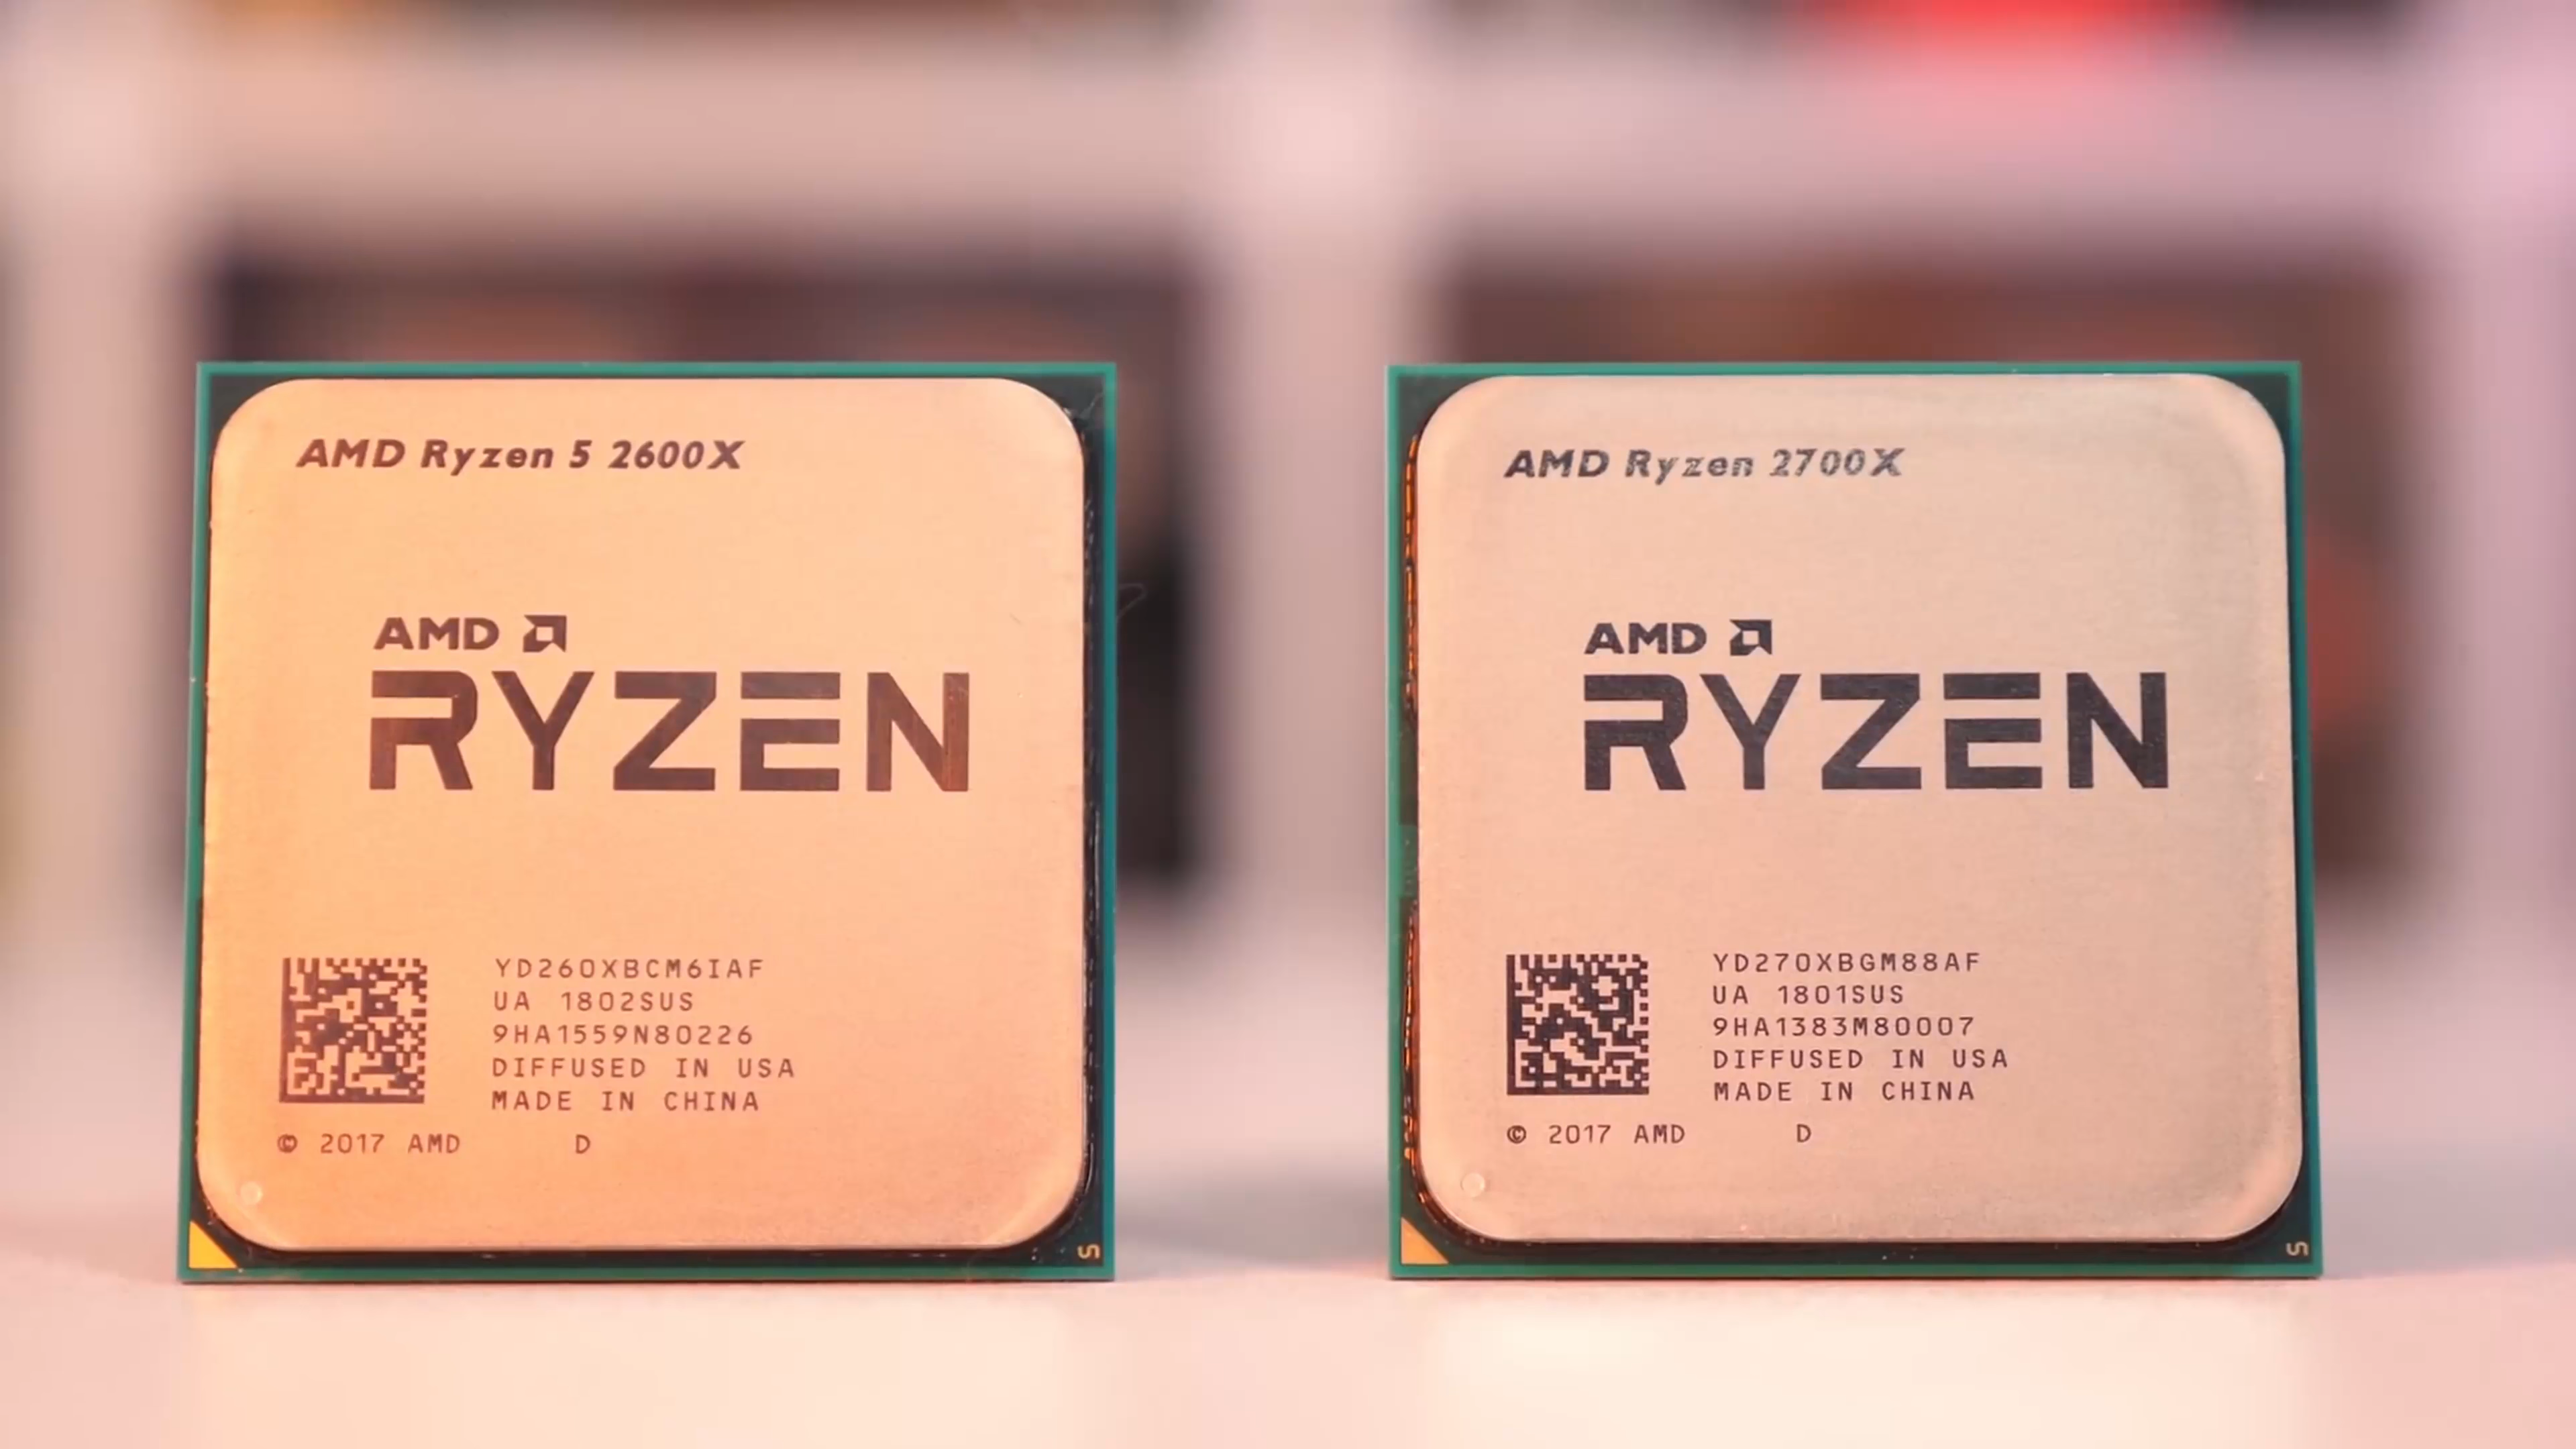 AMD Ryzen 5 2600X
AMD
RYZEN
YD260XBCM6IAF
UA 1802SUS
9HA1559N80226
DIFFUSED IN USA
MADE IN CHINA
© 2017 AMD D
S
AMD Ryzen 2700X
AMD
RYZEN
YD270XBGM88AF
UA 1801SUS
9HA1383M80007
DIFFUSED IN USA
MADE IN CHINA
© 2017 AMD D
S